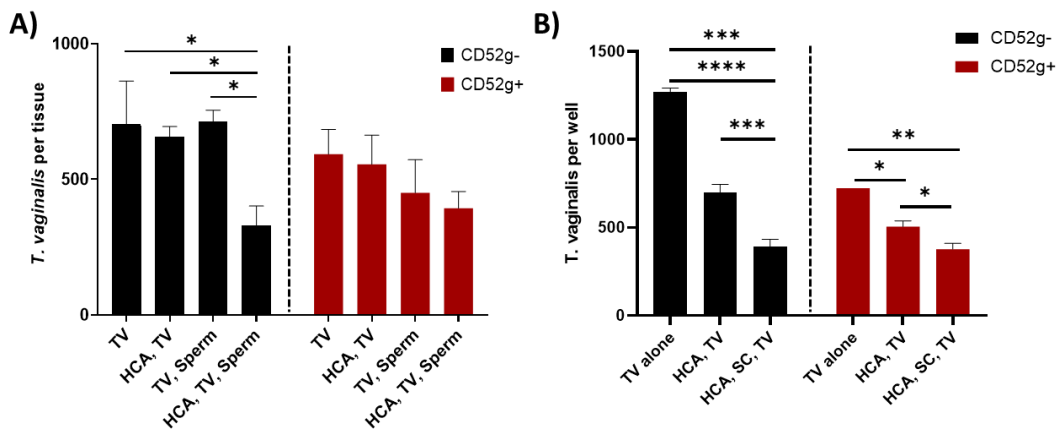 A)
T. vaginalis per tissue
1000
500
0
*
*
*
CD52g-
CD52g+
TV
HCA, TV
TV, Sperm
HCA, TV, Sperm
TV
HCA, TV
TV, Sperm
HCA, TV, Sperm
B)
T. vaginalis per well
1500
1000
500
0
***
****
***
**
*
*
CD52g-
CD52g+
TV alone
HCA, TV
HCA, SC, TV
TV alone
HCA, TV
HCA, SC, TV